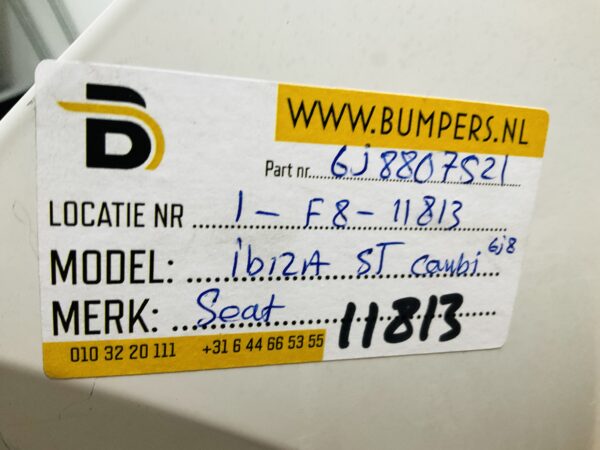 WWW.BUMPERS.NL
Part nr. 6J8807521
LOCATIE NR 1 - F8 - 11813
MODEL: ibizA ST combi 6J8
MERK: Seat 11813
010 32 20 111 +31 6 44 66 53 55